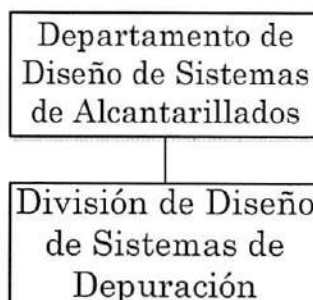 Departamento de
Diseño de Sistemas
de Alcantarillados
División de Diseño
de Sistemas de
Depuración